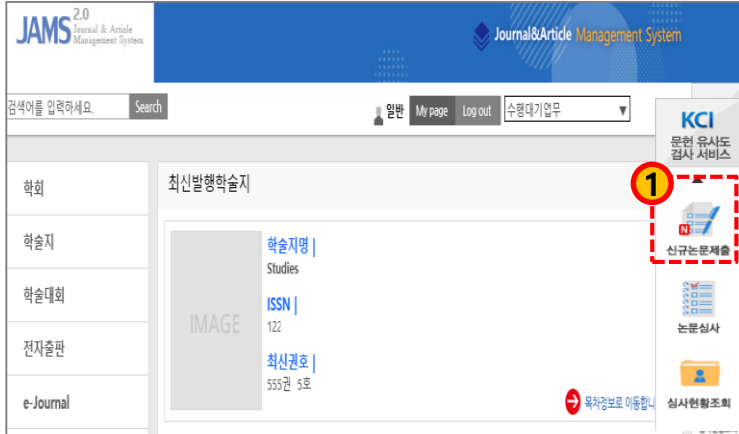 JAMS 2.0
Journal & Article
Management System
Journal&Article Management System
검색어를 입력하세요. Search
일반 My page Log out 수행대기업무 ▼
KCI
문헌 유사도
검사 서비스
학회
학술지
학술대회
전자출판
e-Journal
최신발행학술지
IMAGE
학술지명 |
Studies
ISSN |
122
최신권호 |
555권 5호
목차정보로 이동합니
1
N
신규논문제출
논문심사
심사현황조회